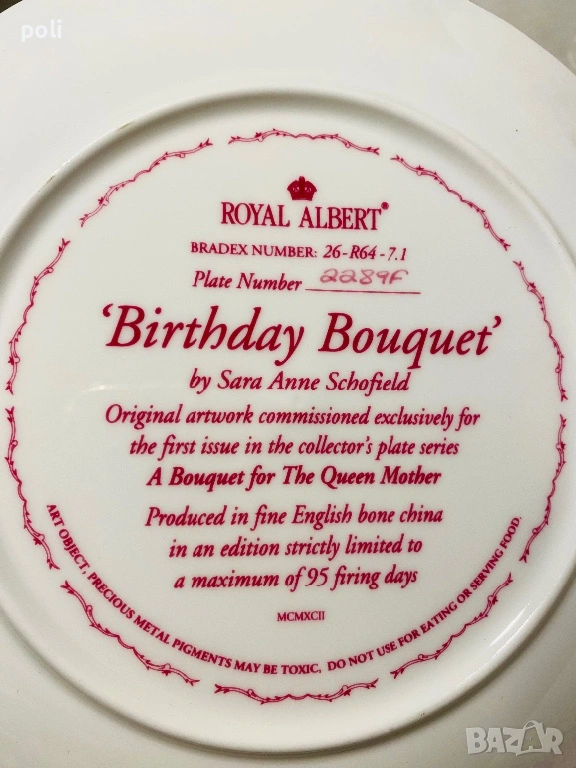 poli
ROYAL ALBERT®
BRADEX NUMBER: 26-R64-7.1
Plate Number 2289F
'Birthday Bouquet'
by Sara Anne Schofield
Original artwork commissioned exclusively for
the first issue in the collector's plate series
A Bouquet for The Queen Mother
Produced in fine English bone china
in an edition strictly limited to
a maximum of 95 firing days
MCMXCII
ART OBJECT, PRECIOUS METAL PIGMENTS MAY BE TOXIC. DO NOT USE FOR EATING OR SERVING FOOD.
BAZAR